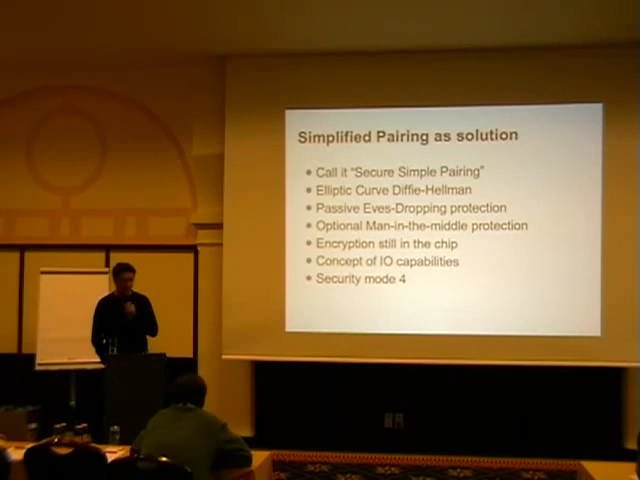 Simplified Pairing as solution
• Call it "Secure Simple Pairing"
• Elliptic Curve Diffie-Hellman
• Passive Eves-Dropping protection
• Optional Man-in-the-middle protection
• Encryption still in the chip
• Concept of IO capabilities
• Security mode 4